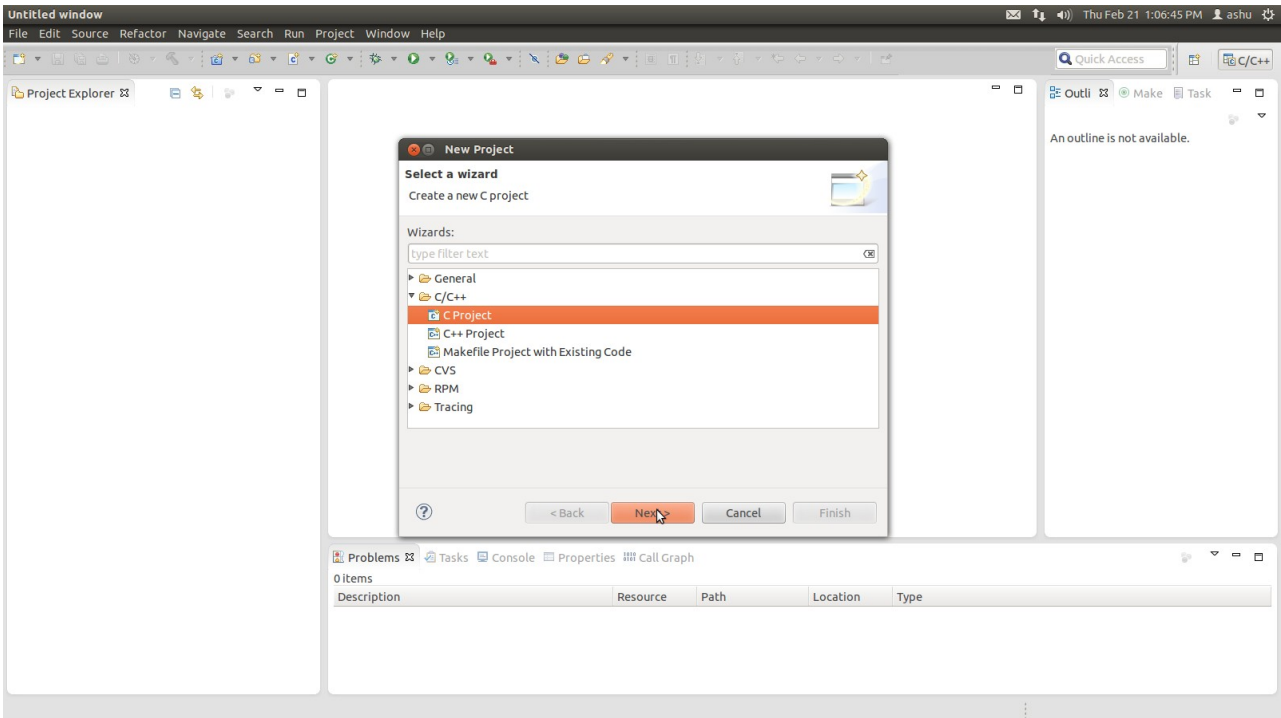 Untitled window
Thu Feb 21 1:06:45 PM ashu
File Edit Source Refactor Navigate Search Run Project Window Help
Quick Access
C/C++
Project Explorer
Outli Make Task
An outline is not available.
New Project
Select a wizard
Create a new C project
Wizards:
type filter text
General
C/C++
C Project
C++ Project
Makefile Project with Existing Code
CVS
RPM
Tracing
< Back Next > Cancel Finish
Problems Tasks Console Properties Call Graph
0 items
Description Resource Path Location Type